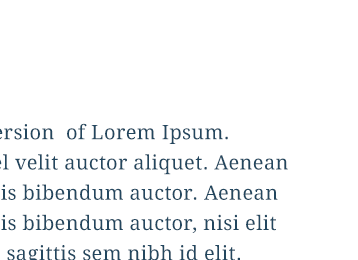 ersion  of Lorem Ipsum.
el velit auctor aliquet. Aenean
is bibendum auctor. Aenean
is bibendum auctor, nisi elit
sagittis sem nibh id elit.